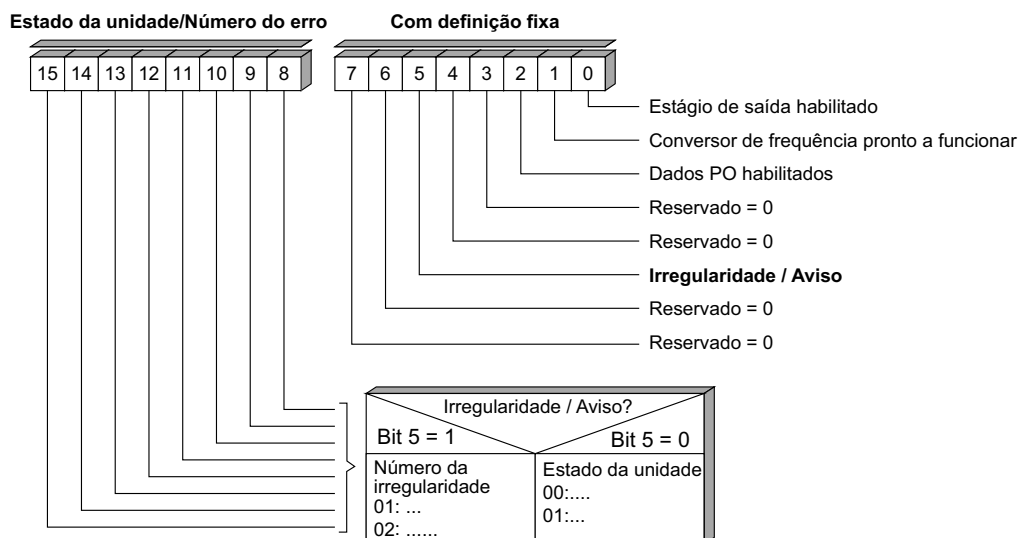 Estado da unidade/Número do erro
Com definição fixa
15 14 13 12 11 10 9 8
7 6 5 4 3 2 1 0
Estágio de saída habilitado
Conversor de frequência pronto a funcionar
Dados PO habilitados
Reservado = 0
Reservado = 0
Irregularidade / Aviso
Reservado = 0
Reservado = 0
Irregularidade / Aviso?
Bit 5 = 1
Bit 5 = 0
Número da
irregularidade
01: ...
02: ......
Estado da unidade
00:....
01:...